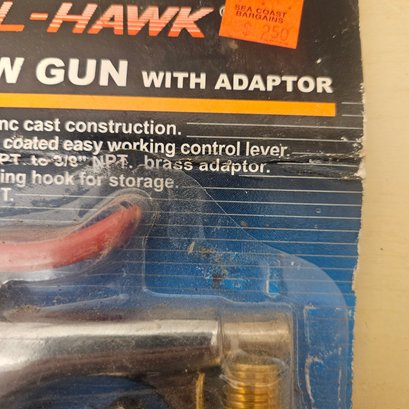 L-HAWK
SEA COAST
BARGAINS
$ 2.50
W GUN WITH ADAPTOR
nc cast construction.
coated easy working control lever.
PT. to 3/8" NPT. brass adaptor.
ing hook for storage.
T.